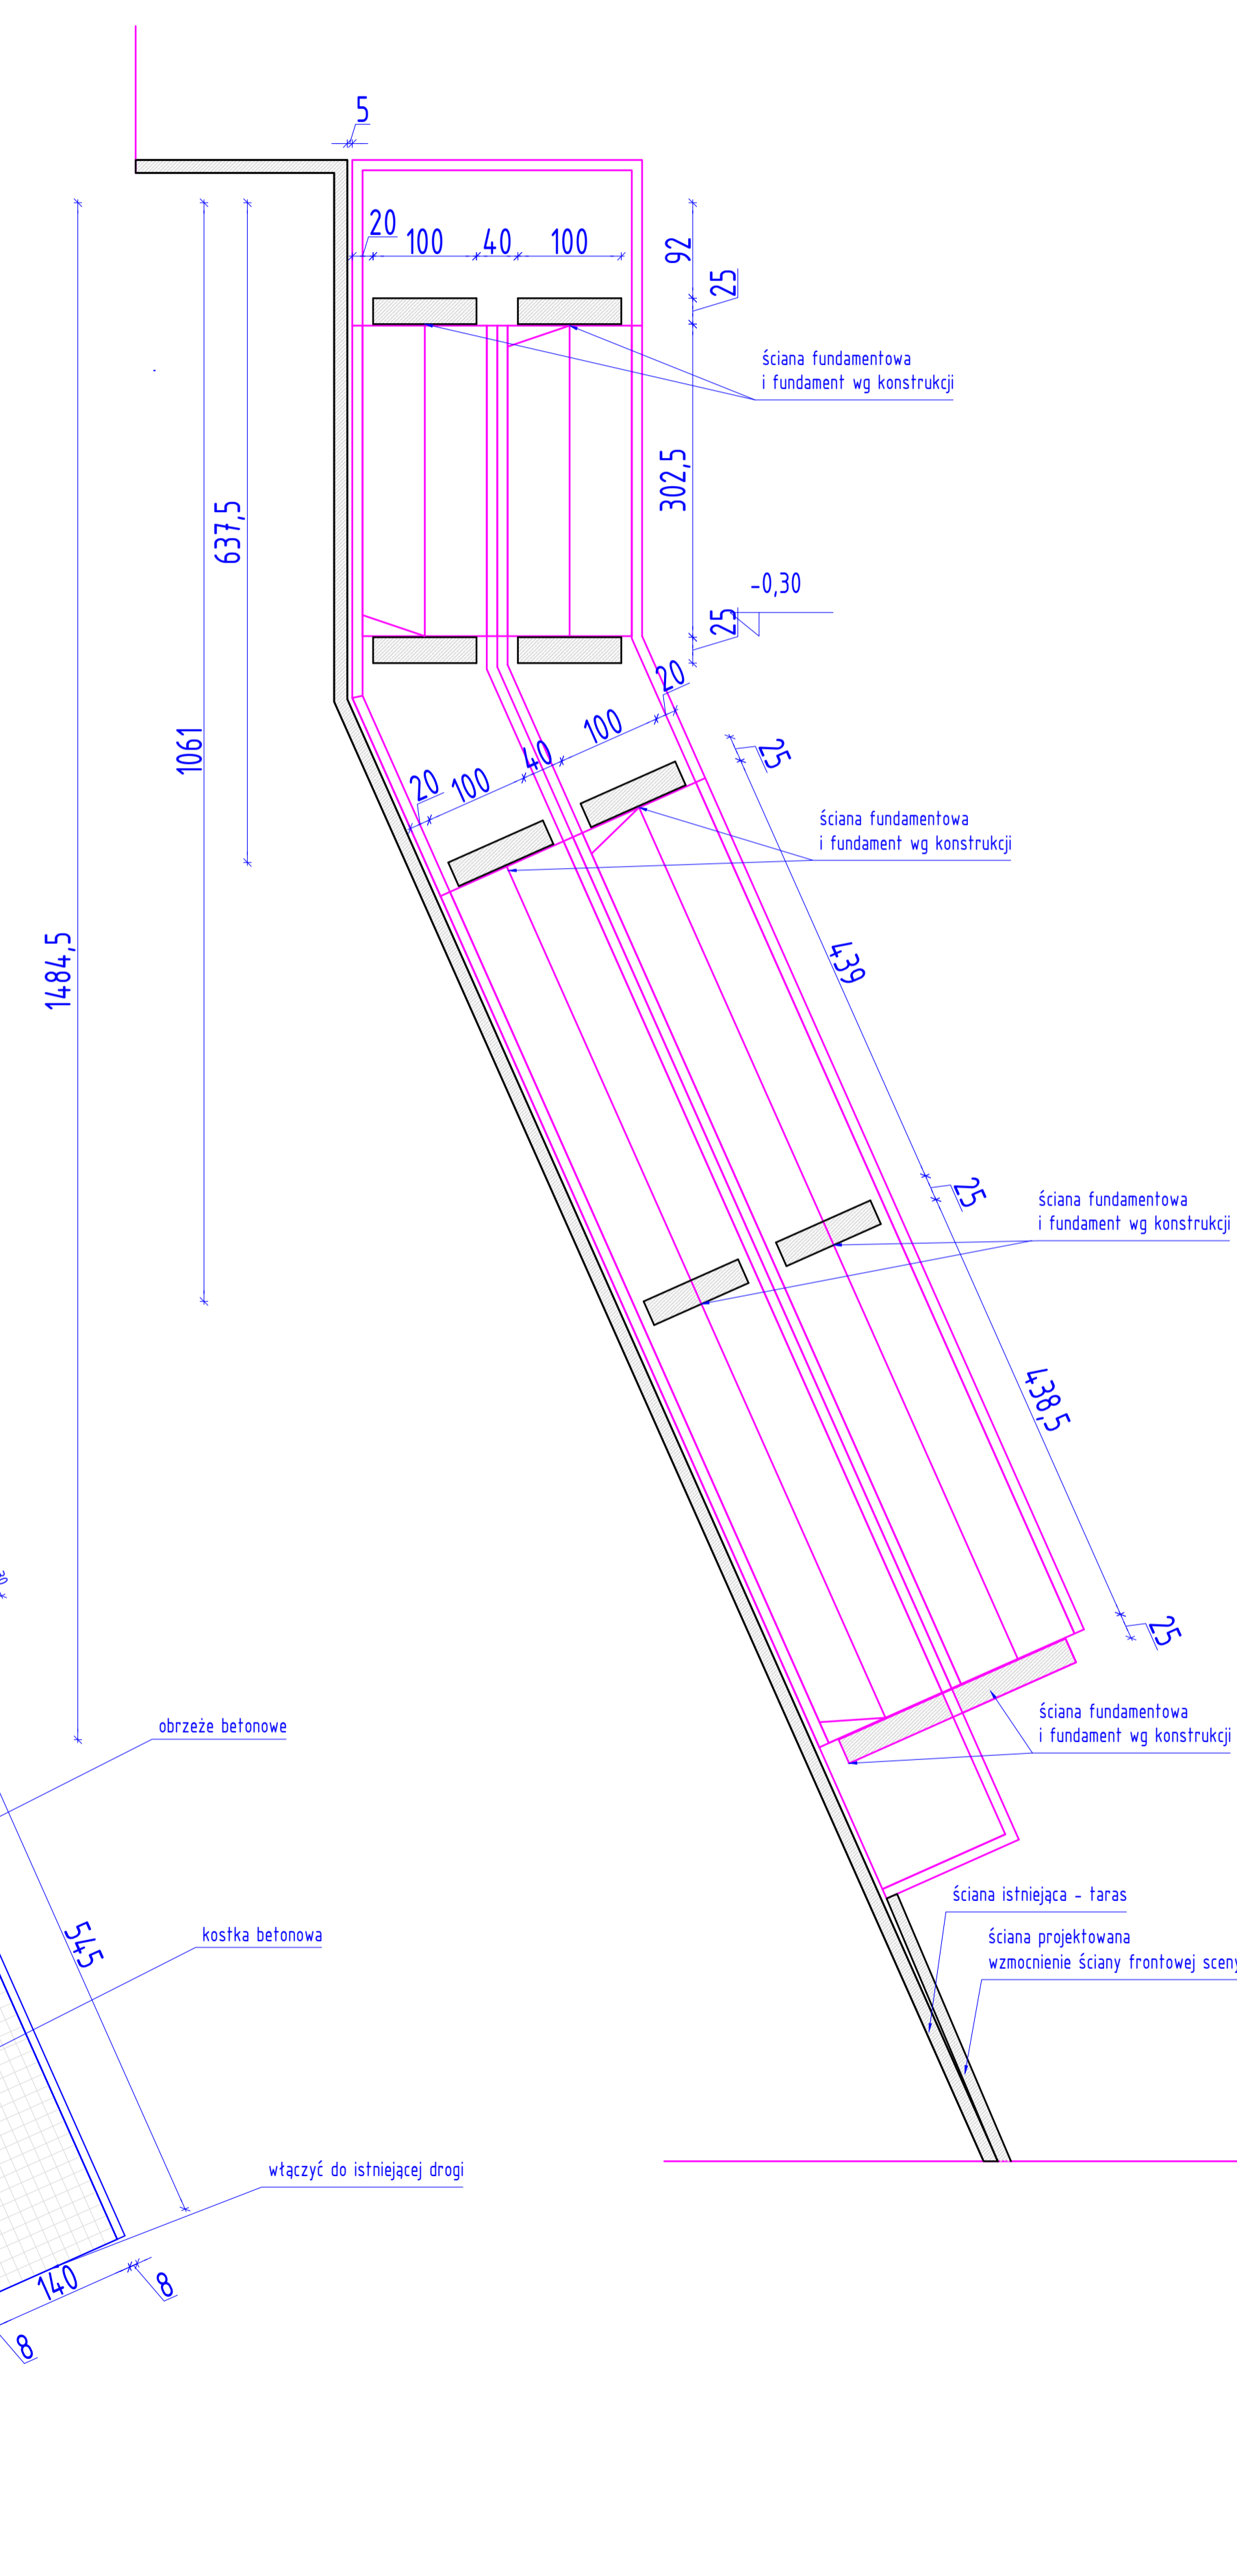 5
20
100
40
100
92
25
ściana fundamentowa
i fundament wg konstrukcji
302,5
637,5
-0,30
25
20
100
40
100
20
25
1061
ściana fundamentowa
i fundament wg konstrukcji
439
1484,5
25
ściana fundamentowa
i fundament wg konstrukcji
438,5
25
ściana fundamentowa
i fundament wg konstrukcji
obrzeże betonowe
545
kostka betonowa
ściana istniejąca - taras
ściana projektowana
wzmocnienie ściany frontowej sceny
włączyć do istniejącej drogi
140
8
8